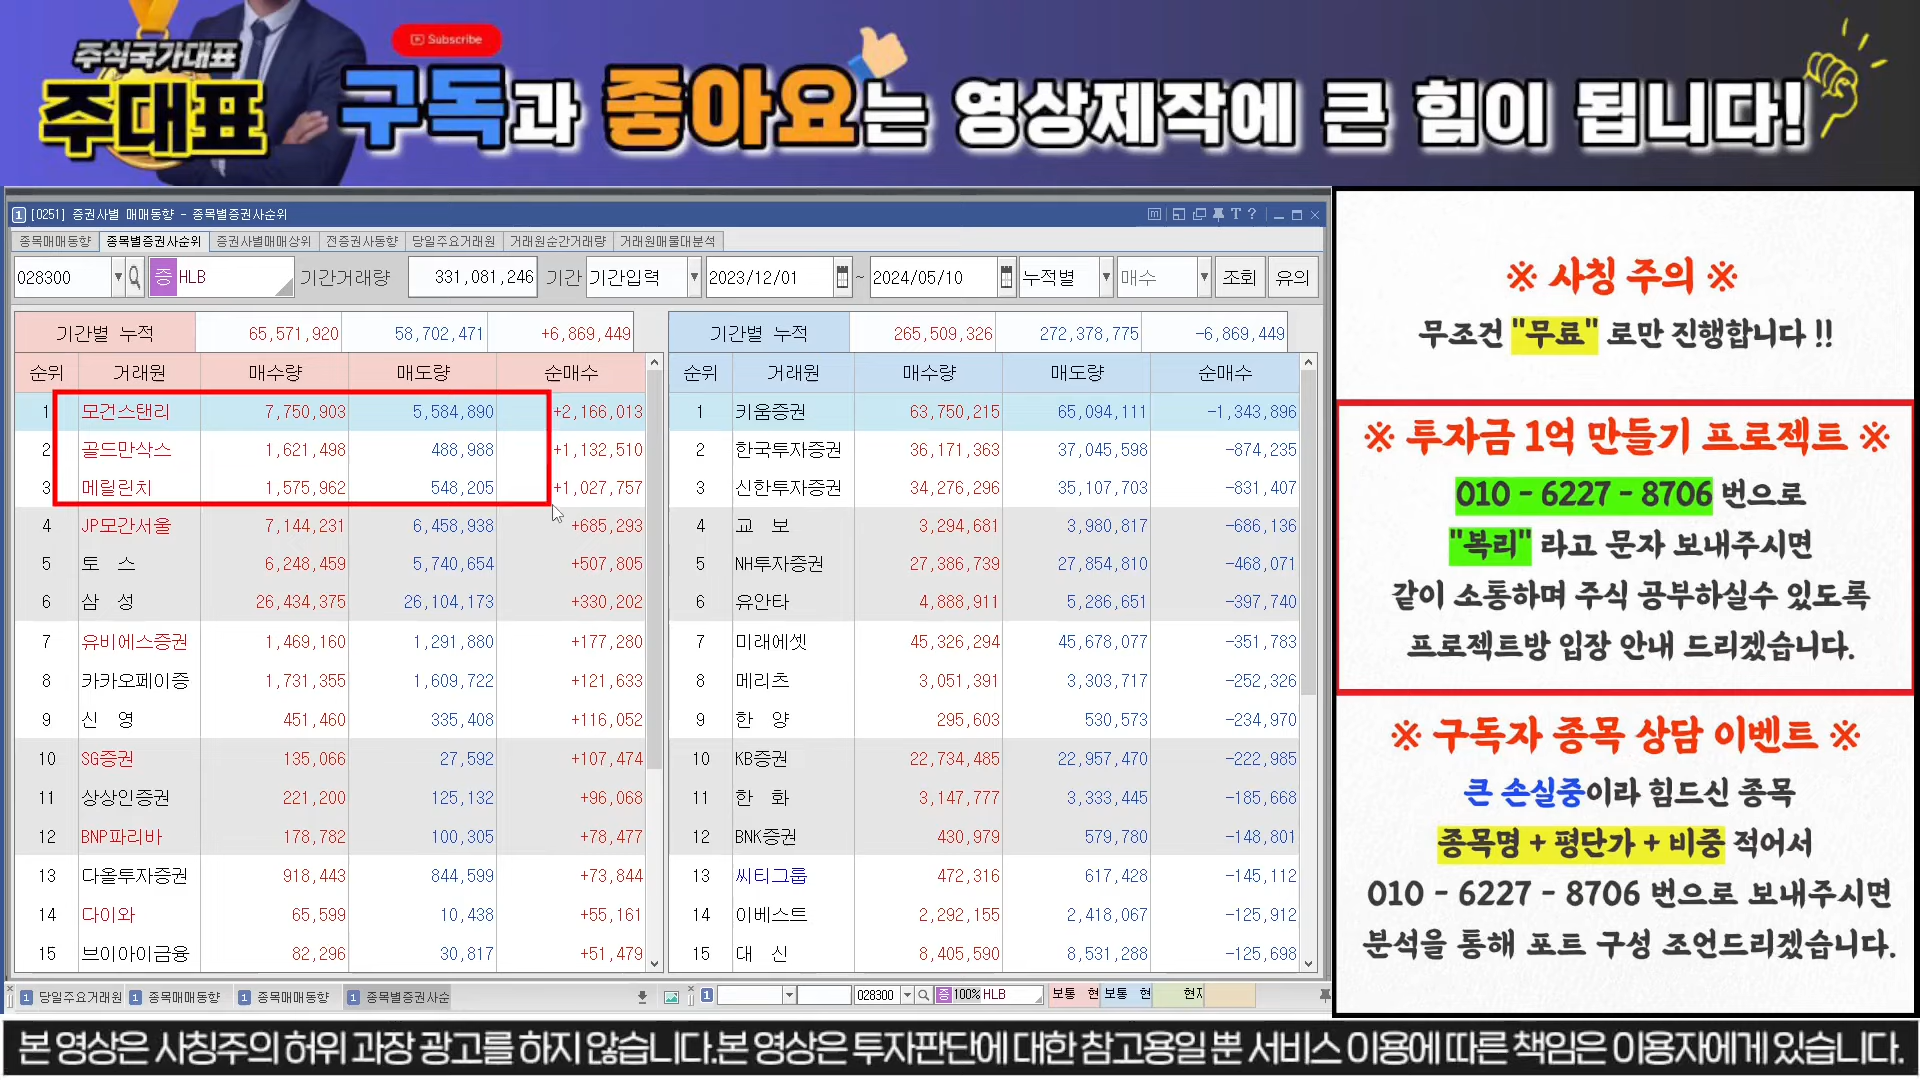 주식국가대표
주대표
Subscribe
구독과 좋아요는 영상제작에 큰 힘이 됩니다!
1 [0251] 증권사별 매매동향 - 종목별증권사순위
종목매매동향 종목별증권사순위 증권사별매매상위 전증권사동향 당일주요거래원 거래원순간거래량 거래원매물대분석
028300 증 HLB 기간거래량 331,081,246 기간 기간입력 2023/12/01 ~ 2024/05/10 누적별 매수 조회 유의
기간별 누적 65,571,920 58,702,471 +6,869,449
순위 거래원 매수량 매도량 순매수
1 모건스탠리 7,750,903 5,584,890 +2,166,013
2 골드만삭스 1,621,498 488,988 +1,132,510
3 메릴린치 1,575,962 548,205 +1,027,757
4 JP모간서울 7,144,231 6,458,938 +685,293
5 토 스 6,248,459 5,740,654 +507,805
6 삼 성 26,434,375 26,104,173 +330,202
7 유비에스증권 1,469,160 1,291,880 +177,280
8 카카오페이증 1,731,355 1,609,722 +121,633
9 신 영 451,460 335,408 +116,052
10 SG증권 135,066 27,592 +107,474
11 상상인증권 221,200 125,132 +96,068
12 BNP파리바 178,782 100,305 +78,477
13 다올투자증권 918,443 844,599 +73,844
14 다이와 65,599 10,438 +55,161
15 브이아이금융 82,296 30,817 +51,479
기간별 누적 265,509,326 272,378,775 -6,869,449
순위 거래원 매수량 매도량 순매수
1 키움증권 63,750,215 65,094,111 -1,343,896
2 한국투자증권 36,171,363 37,045,598 -874,235
3 신한투자증권 34,276,296 35,107,703 -831,407
4 교 보 3,294,681 3,980,817 -686,136
5 NH투자증권 27,386,739 27,854,810 -468,071
6 유안타 4,888,911 5,286,651 -397,740
7 미래에셋 45,326,294 45,678,077 -351,783
8 메리츠 3,051,391 3,303,717 -252,326
9 한 양 295,603 530,573 -234,970
10 KB증권 22,734,485 22,957,470 -222,985
11 한 화 3,147,777 3,333,445 -185,668
12 BNK증권 430,979 579,780 -148,801
13 씨티그룹 472,316 617,428 -145,112
14 이베스트 2,292,155 2,418,067 -125,912
15 대 신 8,405,590 8,531,288 -125,698
1 당일주요거래원 1 종목매매동향 1 종목매매동향 1 종목별증권사순 1 028300 증 100% HLB 보통 현 보통 현 현지
※ 사칭 주의 ※
무조건 "무료" 로만 진행합니다 !!
※ 투자금 1억 만들기 프로젝트 ※
010 - 6227 - 8706 번으로
"복리" 라고 문자 보내주시면
같이 소통하며 주식 공부하실수 있도록
프로젝트방 입장 안내 드리겠습니다.
※ 구독자 종목 상담 이벤트 ※
큰 손실중이라 힘드신 종목
종목명 + 평단가 + 비중 적어서
010 - 6227 - 8706 번으로 보내주시면
분석을 통해 포트 구성 조언드리겠습니다.
본 영상은 사칭주의 허위 과장 광고를 하지 않습니다.본 영상은 투자판단에 대한 참고용일 뿐 서비스 이용에 따른 책임은 이용자에게 있습니다.